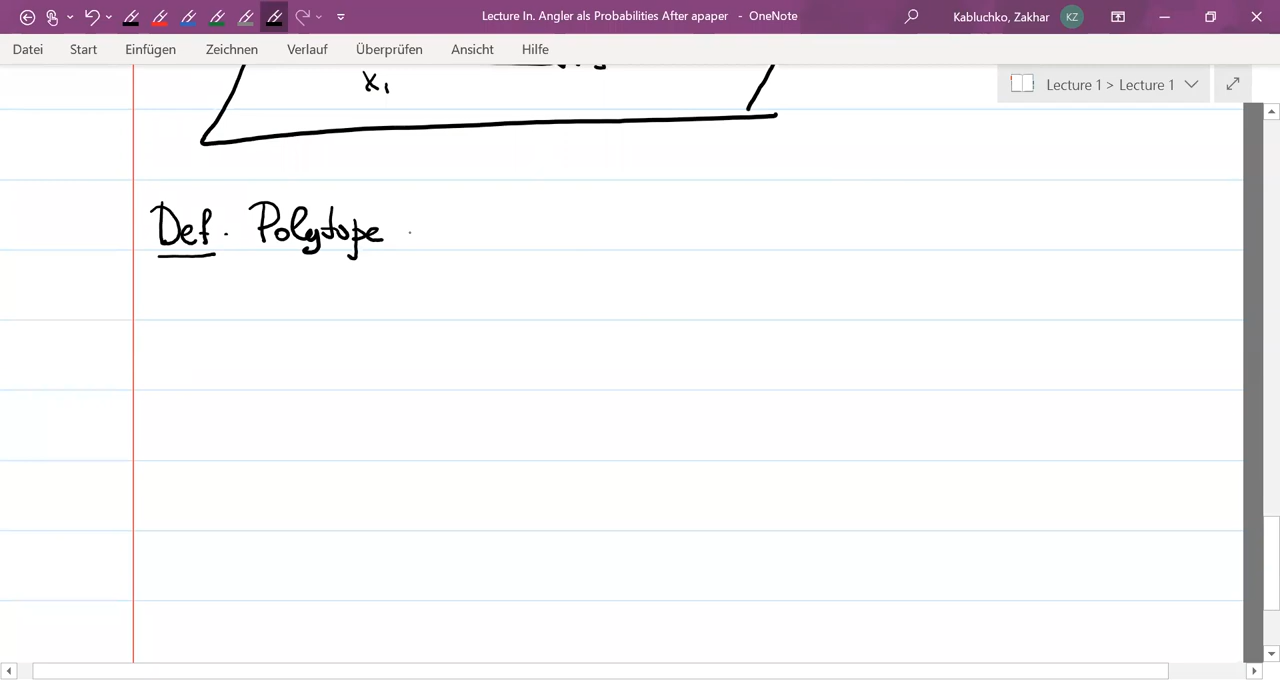 Lecture In. Angler als Probabilities After apaper - OneNote
Kabluchko, Zakhar
KZ
Datei Start Einfügen Zeichnen Verlauf Überprüfen Ansicht Hilfe
Lecture 1 > Lecture 1
x₁
Def. Polytope